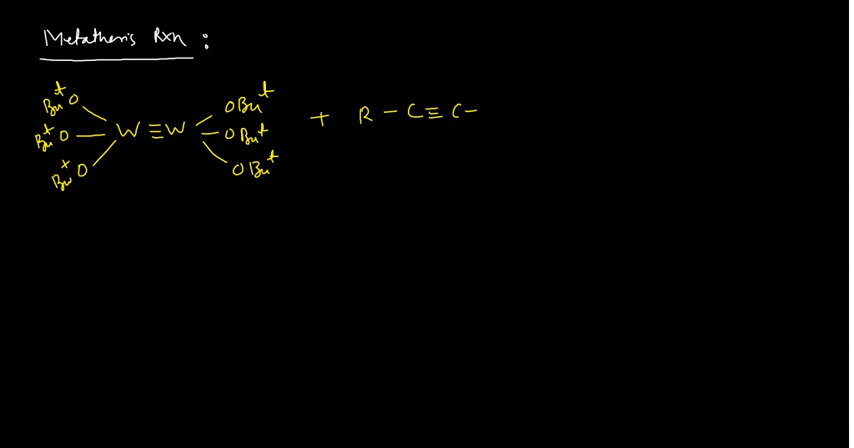 Metathesis Rxn :
ᵗBuO
ᵗBuO
ᵗBuO
W≡W
OBuᵗ
OBuᵗ
OBuᵗ
+ R-C≡C-